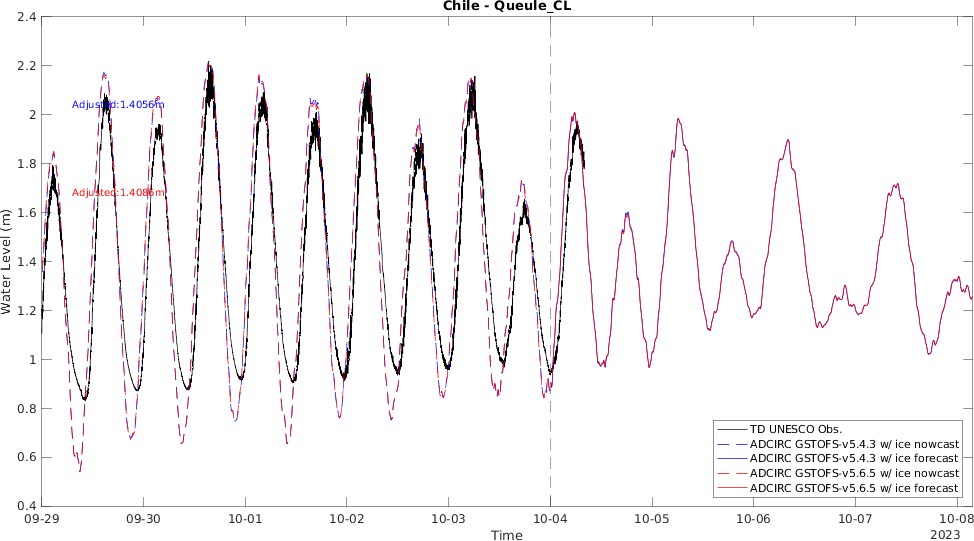 Chile - Queule_CL
2.4
2.2
2
1.8
1.6
1.4
1.2
1
0.8
0.6
0.4
Water Level (m)
Adjusted:1.4056m
Adjusted:1.4086m
TD UNESCO Obs.
ADCIRC GSTOFS-v5.4.3 w/ ice nowcast
ADCIRC GSTOFS-v5.4.3 w/ ice forecast
ADCIRC GSTOFS-v5.6.5 w/ ice nowcast
ADCIRC GSTOFS-v5.6.5 w/ ice forecast
09-29 09-30 10-01 10-02 10-03 10-04 10-05 10-06 10-07 10-08
Time
2023